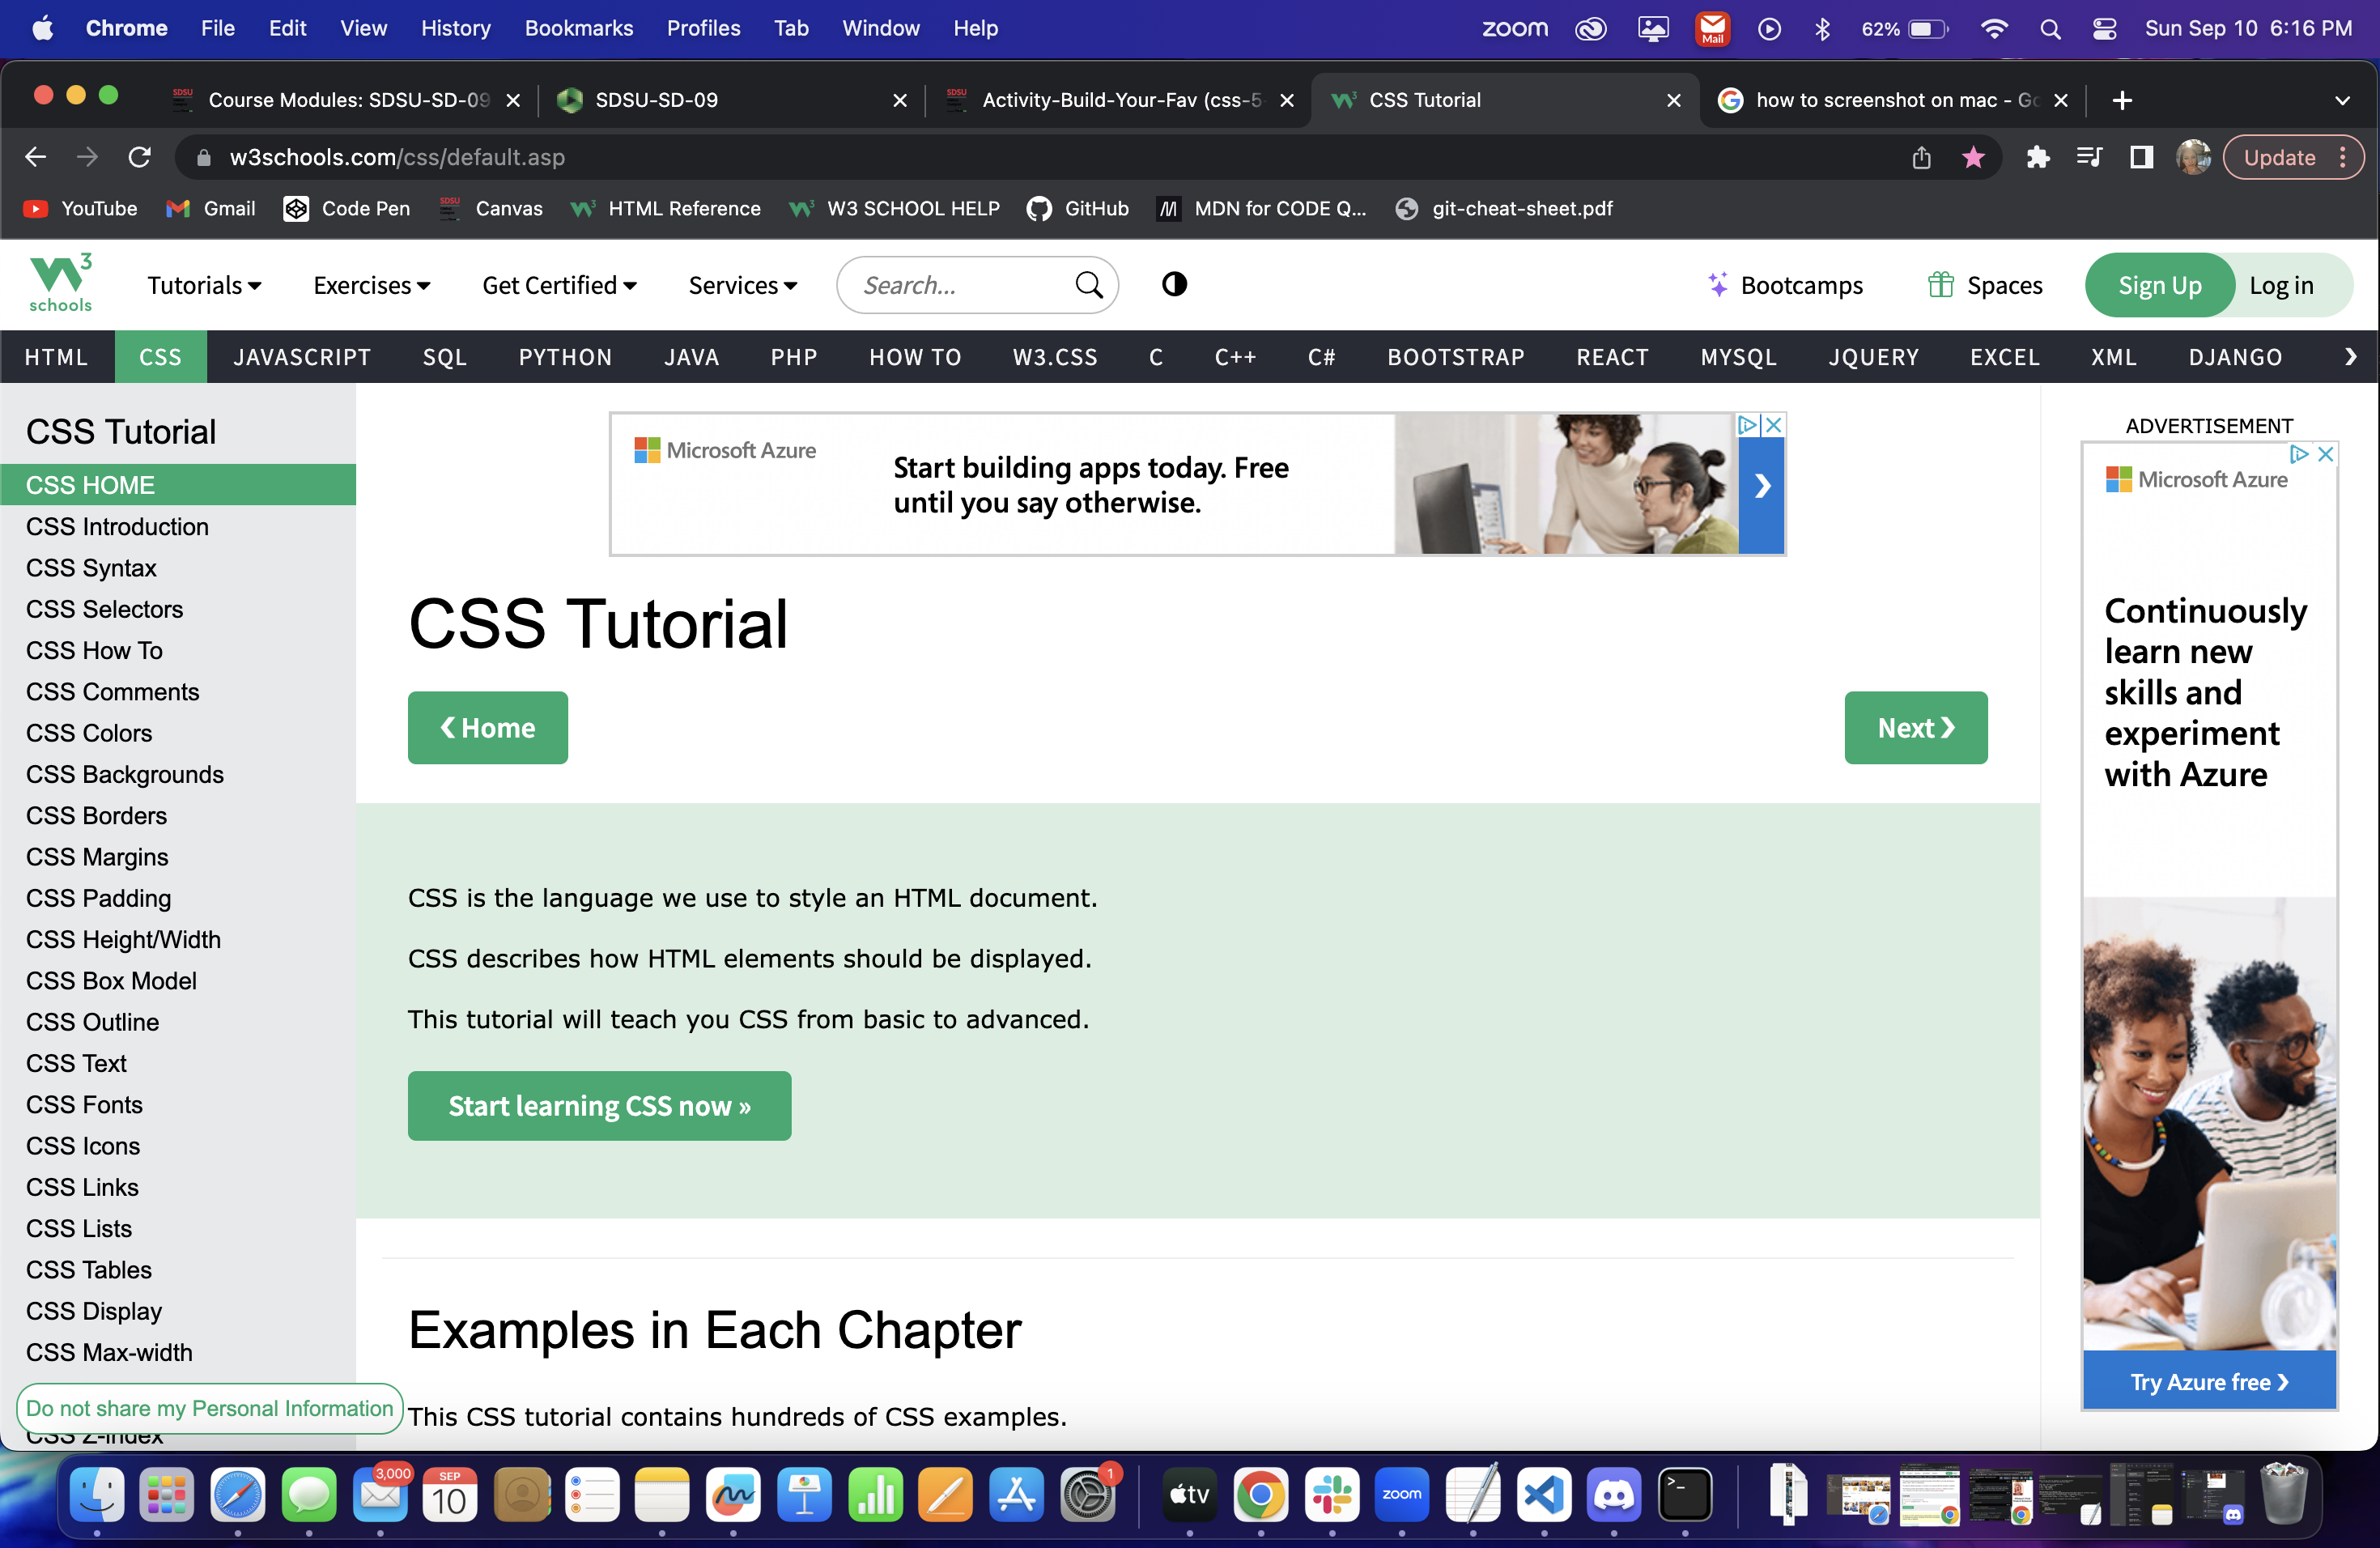 Chrome File Edit View History Bookmarks Profiles Tab Window Help zoom Mail 62% Sun Sep 10 6:16 PM
Course Modules: SDSU-SD-09 SDSU-SD-09 Activity-Build-Your-Fav (css-5 CSS Tutorial how to screenshot on mac - Go
w3schools.com/css/default.asp Update
YouTube Gmail Code Pen Canvas HTML Reference W3 SCHOOL HELP GitHub MDN for CODE Q... git-cheat-sheet.pdf
W3 schools Tutorials Exercises Get Certified Services Search... Bootcamps Spaces Sign Up Log in
HTML CSS JAVASCRIPT SQL PYTHON JAVA PHP HOW TO W3.CSS C C++ C# BOOTSTRAP REACT MYSQL JQUERY EXCEL XML DJANGO
CSS Tutorial
CSS HOME
CSS Introduction
CSS Syntax
CSS Selectors
CSS How To
CSS Comments
CSS Colors
CSS Backgrounds
CSS Borders
CSS Margins
CSS Padding
CSS Height/Width
CSS Box Model
CSS Outline
CSS Text
CSS Fonts
CSS Icons
CSS Links
CSS Lists
CSS Tables
CSS Display
CSS Max-width
Do not share my Personal Information
CSS Z-index
Microsoft Azure
Start building apps today. Free
until you say otherwise.
CSS Tutorial
❮ Home
Next ❯
CSS is the language we use to style an HTML document.
CSS describes how HTML elements should be displayed.
This tutorial will teach you CSS from basic to advanced.
Start learning CSS now »
Examples in Each Chapter
This CSS tutorial contains hundreds of CSS examples.
ADVERTISEMENT
Microsoft Azure
Continuously
learn new
skills and
experiment
with Azure
Try Azure free ❯
3,000 SEP 10 1 tv zoom